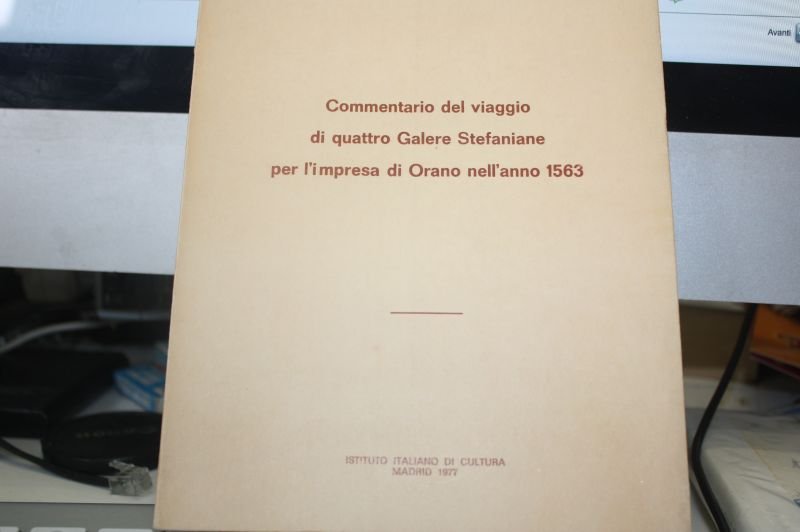 Avanti
Commentario del viaggio
di quattro Galere Stefaniane
per l'impresa di Orano nell'anno 1563
ISTITUTO ITALIANO DI CULTURA
MADRID 1977